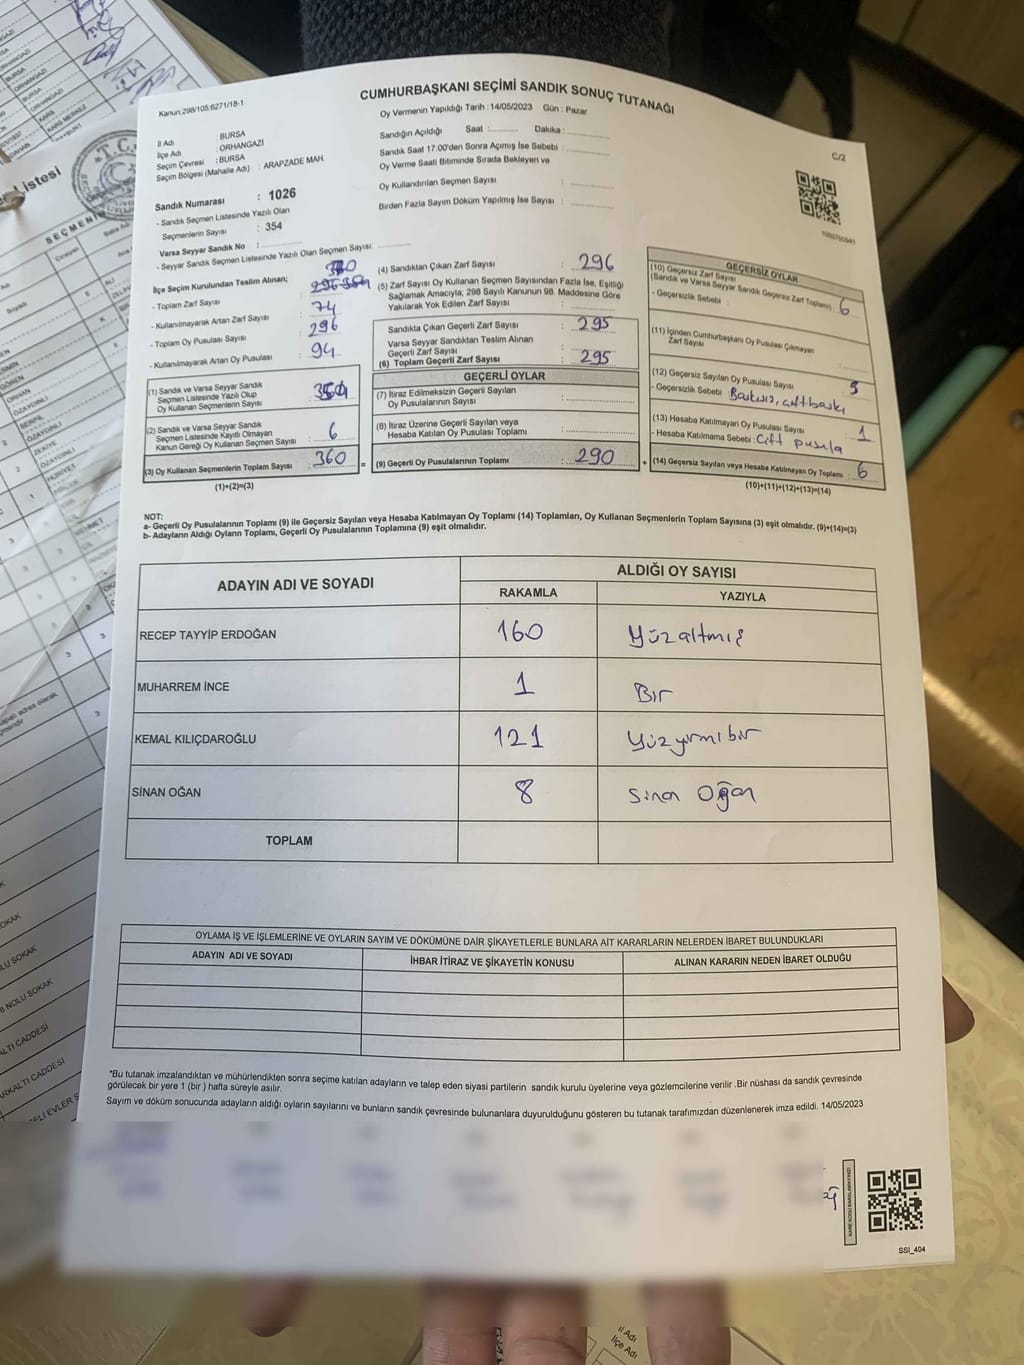 Kanun.298/105.6271/18-1
CUMHURBAŞKANI SEÇİMİ SANDIK SONUÇ TUTANAĞI
Oy Vermenin Yapıldığı Tarih : 14/05/2023 Gün : Pazar
C/2
İl Adı : BURSA
İlçe Adı : ORHANGAZİ
Seçim Çevresi : BURSA
Seçim Bölgesi (Mahalle Adı) : ARAPZADE MAH.
Sandık Numarası : 1026
- Sandık Seçmen Listesinde Yazılı Olan
Seçmenlerin Sayısı : 354
Varsa Seyyar Sandık No :
- Seyyar Sandık Seçmen Listesinde Yazılı Olan Seçmen Sayısı:
Sandığın Açıldığı Saat : Dakika :
Sandık Saat 17.00'den Sonra Açımış İse Sebebi :
Oy Verme Saati Bitiminde Sırada Bekleyen ve
Oy Kullandırılan Seçmen Sayısı :
Birden Fazla Sayım Döküm Yapılmış İse Sayısı :
İlçe Seçim Kurulundan Teslim Alınan;
- Toplam Zarf Sayısı :
- Kullanılmayarak Artan Zarf Sayısı : 74
- Toplam Oy Pusulası Sayısı : 296
- Kullanılmayarak Artan Oy Pusulası : 94
(1) Sandık ve Varsa Seyyar Sandık
Seçmen Listesinde Yazılı Olup
Oy Kullanan Seçmenlerin Sayısı :
(2) Sandık ve Varsa Seyyar Sandık
Seçmen Listesinde Kayıtlı Olmayan
Kanun Gereği Oy Kullanan Seçmen Sayısı : 6
(3) Oy Kullanan Seçmenlerin Toplam Sayısı : 360
(1)+(2)=(3)
(4) Sandıktan Çıkan Zarf Sayısı : 296
(5) Zarf Sayısı Oy Kullanan Seçmen Sayısından Fazla İse, Eşitliği
Sağlamak Amacıyla; 298 Sayılı Kanunun 98. Maddesine Göre
Yakılarak Yok Edilen Zarf Sayısı :
Sandıkta Çıkan Geçerli Zarf Sayısı : 295
Varsa Seyyar Sandıktan Teslim Alınan
Geçerli Zarf Sayısı :
(6) Toplam Geçerli Zarf Sayısı : 295
GEÇERLİ OYLAR
(7) İtiraz Edilmeksizin Geçerli Sayılan
Oy Pusulalarının Sayısı :
(8) İtiraz Üzerine Geçerli Sayılan veya
Hesaba Katılan Oy Pusulası Toplamı :
= (9) Geçerli Oy Pusulalarının Toplamı : 290
GEÇERSİZ OYLAR
(10) Geçersiz Zarf Sayısı
(Sandık ve Varsa Seyyar Sandık Geçersiz Zarf Toplamı) : 6
- Geçersizlik Sebebi :
(11) İçinden Cumhurbaşkanı Oy Pusulası Çıkmayan
Zarf Sayısı :
(12) Geçersiz Sayılan Oy Pusulası Sayısı : 5
- Geçersizlik Sebebi : Baskısız, çift baskı
(13) Hesaba Katılmayan Oy Pusulası Sayısı : 1
- Hesaba Katılmama Sebebi : Çift pusula
+ (14) Geçersiz Sayılan veya Hesaba Katılmayan Oy Toplamı : 6
(10)+(11)+(12)+(13)=(14)
NOT:
a- Geçerli Oy Pusulalarının Toplamı (9) ile Geçersiz Sayılan veya Hesaba Katılmayan Oy Toplamı (14) Toplamları, Oy Kullanan Seçmenlerin Toplam Sayısına (3) eşit olmalıdır. (9)+(14)=(3)
b- Adayların Aldığı Oyların Toplamı, Geçerli Oy Pusulalarının Toplamına (9) eşit olmalıdır.
ADAYIN ADI VE SOYADI
ALDIĞI OY SAYISI
RAKAMLA YAZIYLA
RECEP TAYYİP ERDOĞAN 160 Yüzaltmış
MUHARREM İNCE 1 Bir
KEMAL KILIÇDAROĞLU 121 Yüzyirmibir
SİNAN OĞAN 8 Sinan Oğan
TOPLAM
OYLAMA İŞ VE İŞLEMLERİNE VE OYLARIN SAYIM VE DÖKÜMÜNE DAİR ŞİKAYETLERLE BUNLARA AİT KARARLARIN NELERDEN İBARET BULUNDUKLARI
ADAYIN ADI VE SOYADI İHBAR İTİRAZ VE ŞİKAYETİN KONUSU ALINAN KARARIN NEDEN İBARET OLDUĞU
*Bu tutanak imzalandıktan ve mühürlendikten sonra seçime katılan adayların ve talep eden siyasi partilerin sandık kurulu üyelerine veya gözlemcilerine verilir .Bir nüshası da sandık çevresinde
görülecek bir yere 1 (bir ) hafta süreyle asılır.
Sayım ve döküm sonucunda adayların aldığı oyların sayılarını ve bunların sandık çevresinde bulunanlara duyurulduğunu gösteren bu tutanak tarafımızdan düzenlenerek imza edildi. 14/05/2023
SSI_404
İl Adı
İlçe Adı